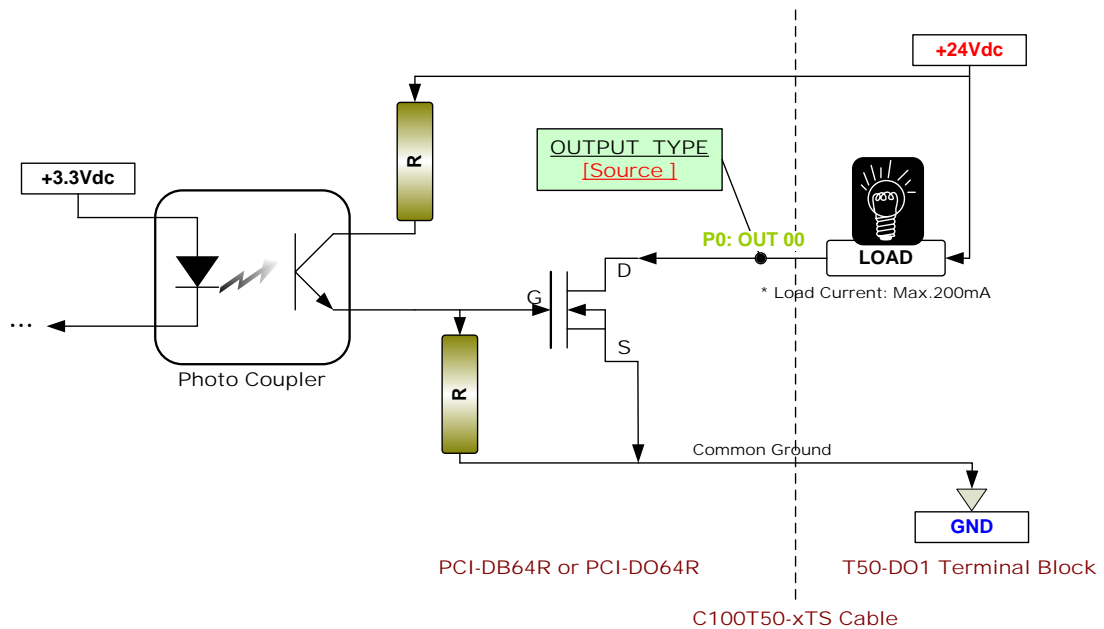 +24Vdc
R
OUTPUT TYPE
[Source ]
+3.3Vdc
P0: OUT 00
LOAD
D
* Load Current: Max.200mA
G
...
S
Photo Coupler
R
Common Ground
GND
PCI-DB64R or PCI-DO64R
T50-DO1 Terminal Block
C100T50-xTS Cable